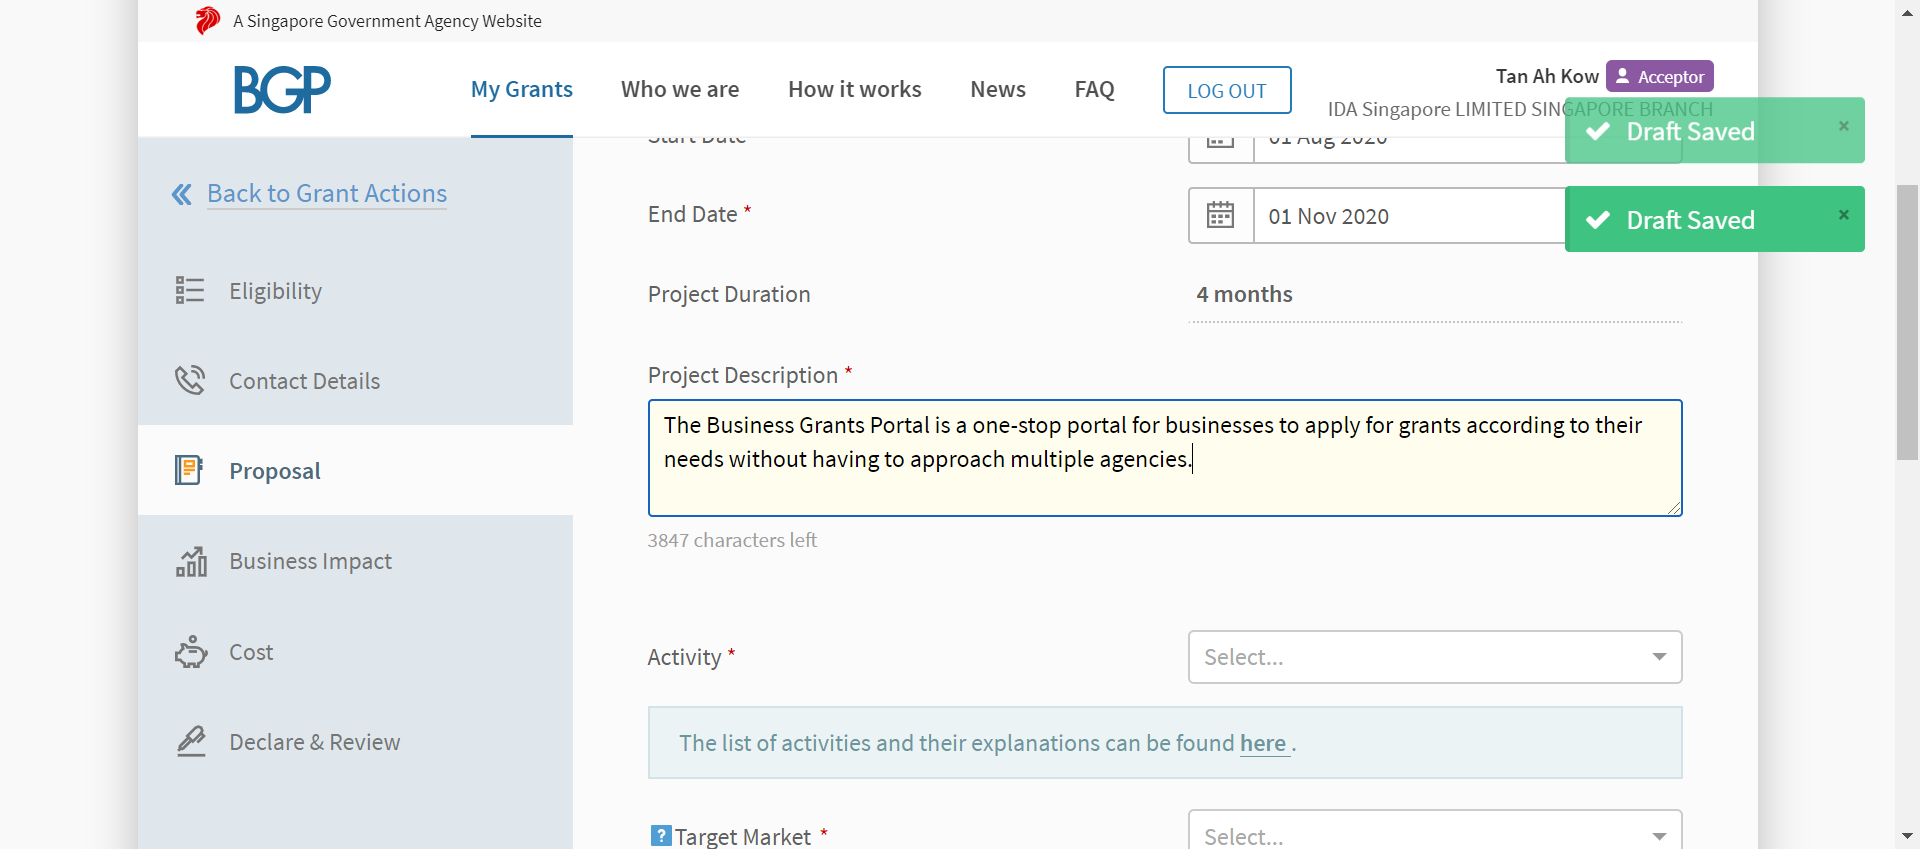 A Singapore Government Agency Website
BGP
My Grants
Who we are
How it works
News
FAQ
LOG OUT
Tan Ah Kow
Acceptor
IDA Singapore LIMITED SINGAPORE BRANCH
Draft Saved
×
Draft Saved
×
Back to Grant Actions
Eligibility
Contact Details
Proposal
Business Impact
Cost
Declare & Review
Start Date
01 Aug 2020
End Date *
01 Nov 2020
Project Duration
4 months
Project Description *
The Business Grants Portal is a one-stop portal for businesses to apply for grants according to their
needs without having to approach multiple agencies.
3847 characters left
Activity *
Select...
The list of activities and their explanations can be found here .
? Target Market *
Select...